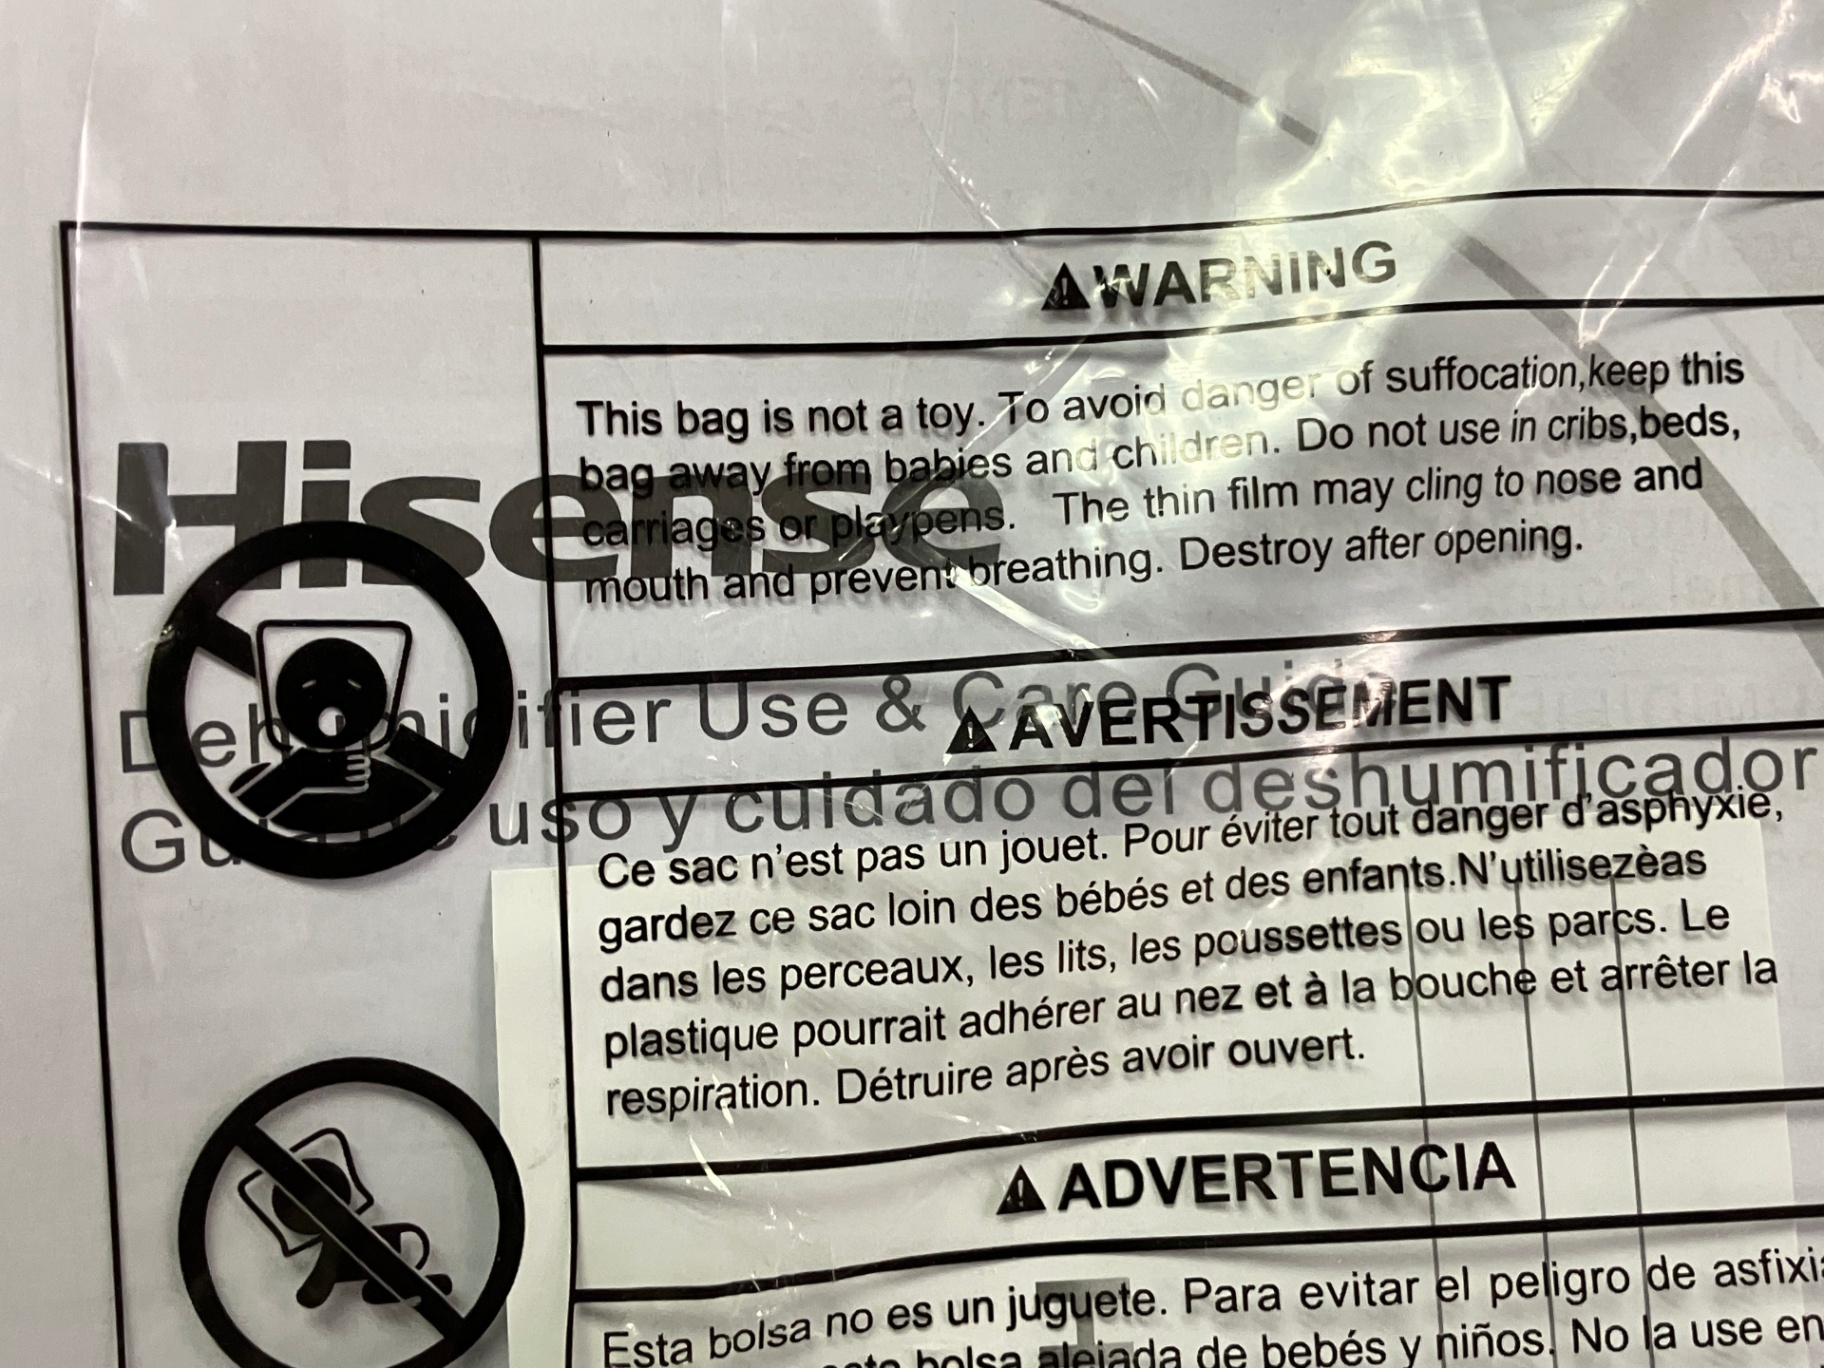 WARNING
This bag is not a toy. To avoid danger of suffocation,keep this
bag away from babies and children. Do not use in cribs,beds,
carriages or playpens. The thin film may cling to nose and
mouth and prevent breathing. Destroy after opening.
Hisense
Dehumidifier Use & Care Guide
AVERTISSEMENT
Guía de uso y cuidado del deshumificador
Ce sac n'est pas un jouet. Pour éviter tout danger d'asphyxie,
gardez ce sac loin des bébés et des enfants.N'utilisezèas
dans les perceaux, les lits, les poussettes ou les parcs. Le
plastique pourrait adhérer au nez et à la bouche et arrêter la
respiration. Détruire après avoir ouvert.
ADVERTENCIA
Esta bolsa no es un juguete. Para evitar el peligro de asfixia
bolsa alejada de bebés y niños. No la use en